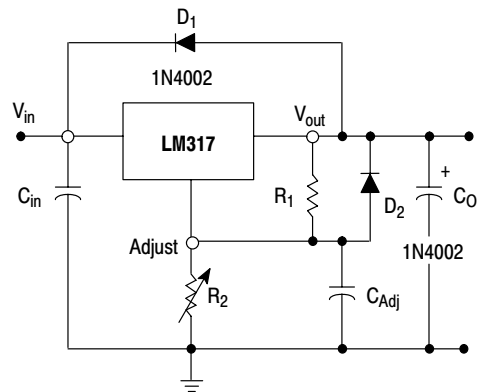 D1
1N4002
Vin
Vout
LM317
Cin
R1
D2
+
CO
1N4002
Adjust
R2
CAdj